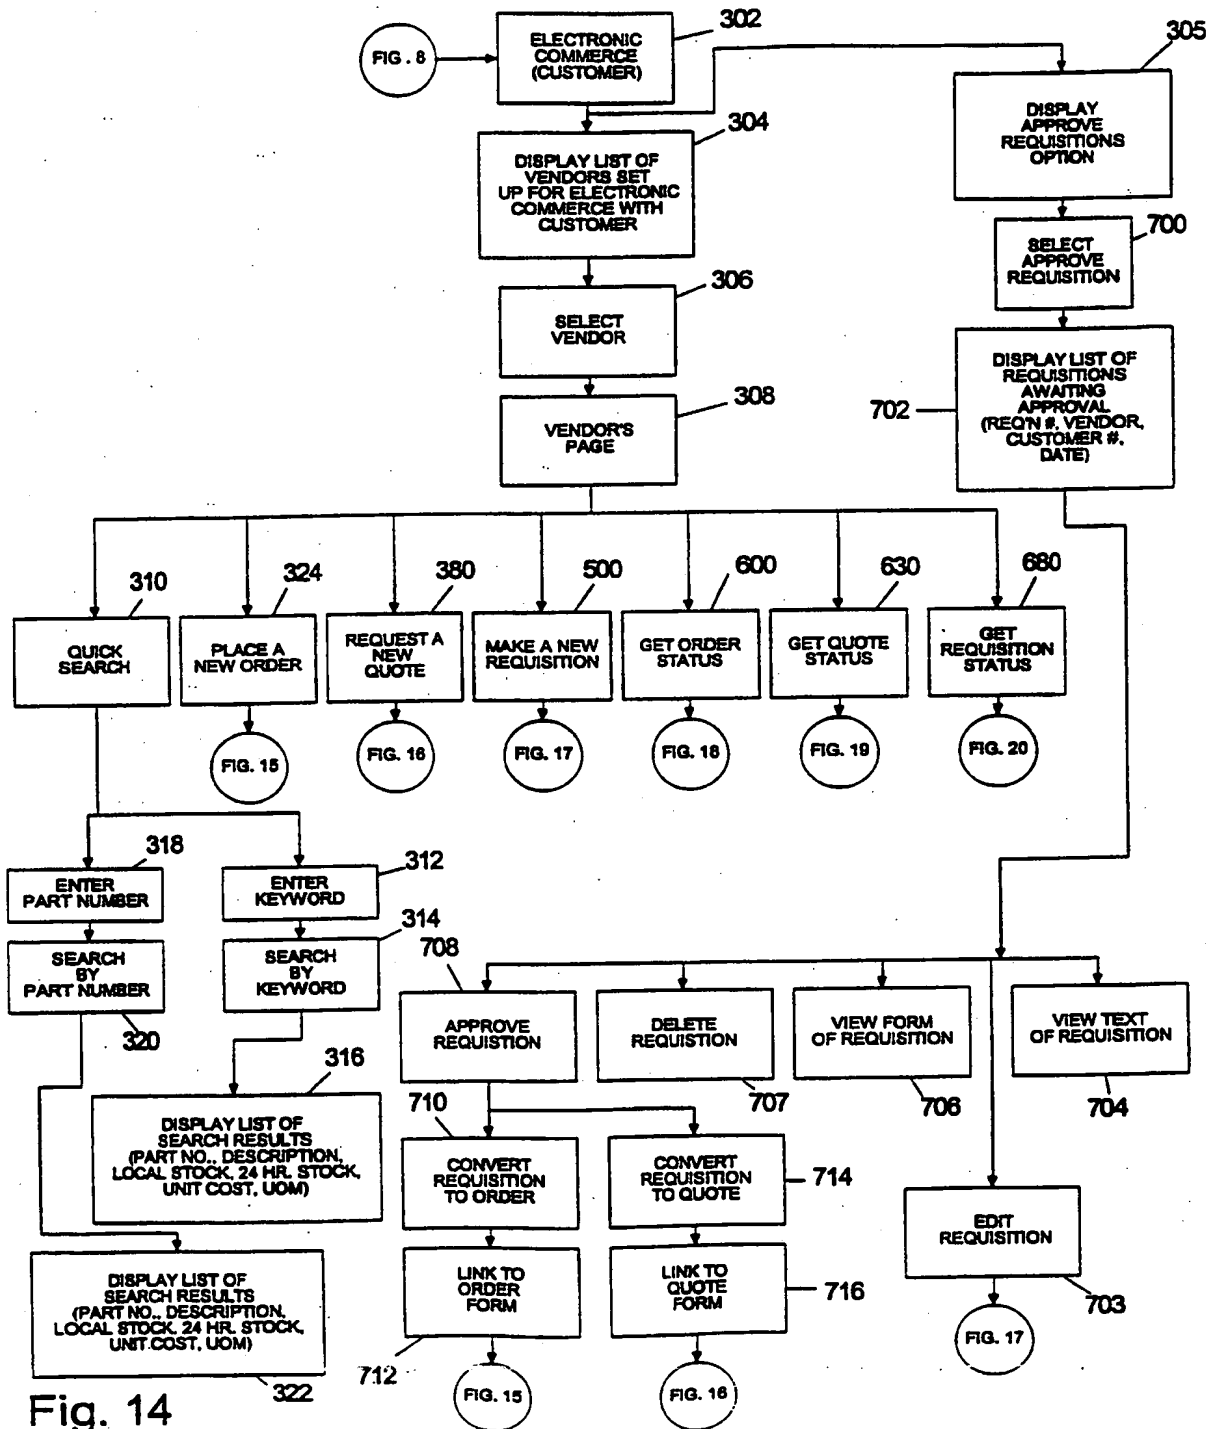 302
305
FIG. 8
ELECTRONIC
COMMERCE
(CUSTOMER)
304
DISPLAY
APPROVE
REQUISITIONS
OPTION
DISPLAY LIST OF
VENDORS SET
UP FOR ELECTRONIC
COMMERCE WITH
CUSTOMER
700
SELECT
APPROVE
REQUISITION
306
SELECT
VENDOR
308
VENDOR'S
PAGE
702
DISPLAY LIST OF
REQUISITIONS
AWAITING
APPROVAL
(REQ'N #, VENDOR,
CUSTOMER #,
DATE)
310
324
380
500
600
630
680
QUICK
SEARCH
PLACE A
NEW ORDER
REQUEST A
NEW
QUOTE
MAKE A NEW
REQUISITION
GET ORDER
STATUS
GET QUOTE
STATUS
GET
REQUISITION
STATUS
FIG. 15
FIG. 16
FIG. 17
FIG. 18
FIG. 19
FIG. 20
318
312
ENTER
PART NUMBER
ENTER
KEYWORD
314
SEARCH
BY
PART NUMBER
SEARCH
BY
KEYWORD
320
316
708
APPROVE
REQUISTION
DELETE
REQUISTION
VIEW FORM
OF REQUISITION
VIEW TEXT
OF REQUISITION
707
706
704
DISPLAY LIST OF
SEARCH RESULTS
(PART NO., DESCRIPTION,
LOCAL STOCK, 24 HR. STOCK,
UNIT COST, UOM)
710
CONVERT
REQUISITION
TO ORDER
CONVERT
REQUISITION
TO QUOTE
714
EDIT
REQUISITION
703
DISPLAY LIST OF
SEARCH RESULTS
(PART NO., DESCRIPTION,
LOCAL STOCK, 24 HR. STOCK,
UNIT COST, UOM)
322
LINK TO
ORDER
FORM
LINK TO
QUOTE
FORM
716
712
FIG. 15
FIG. 16
FIG. 17
Fig. 14